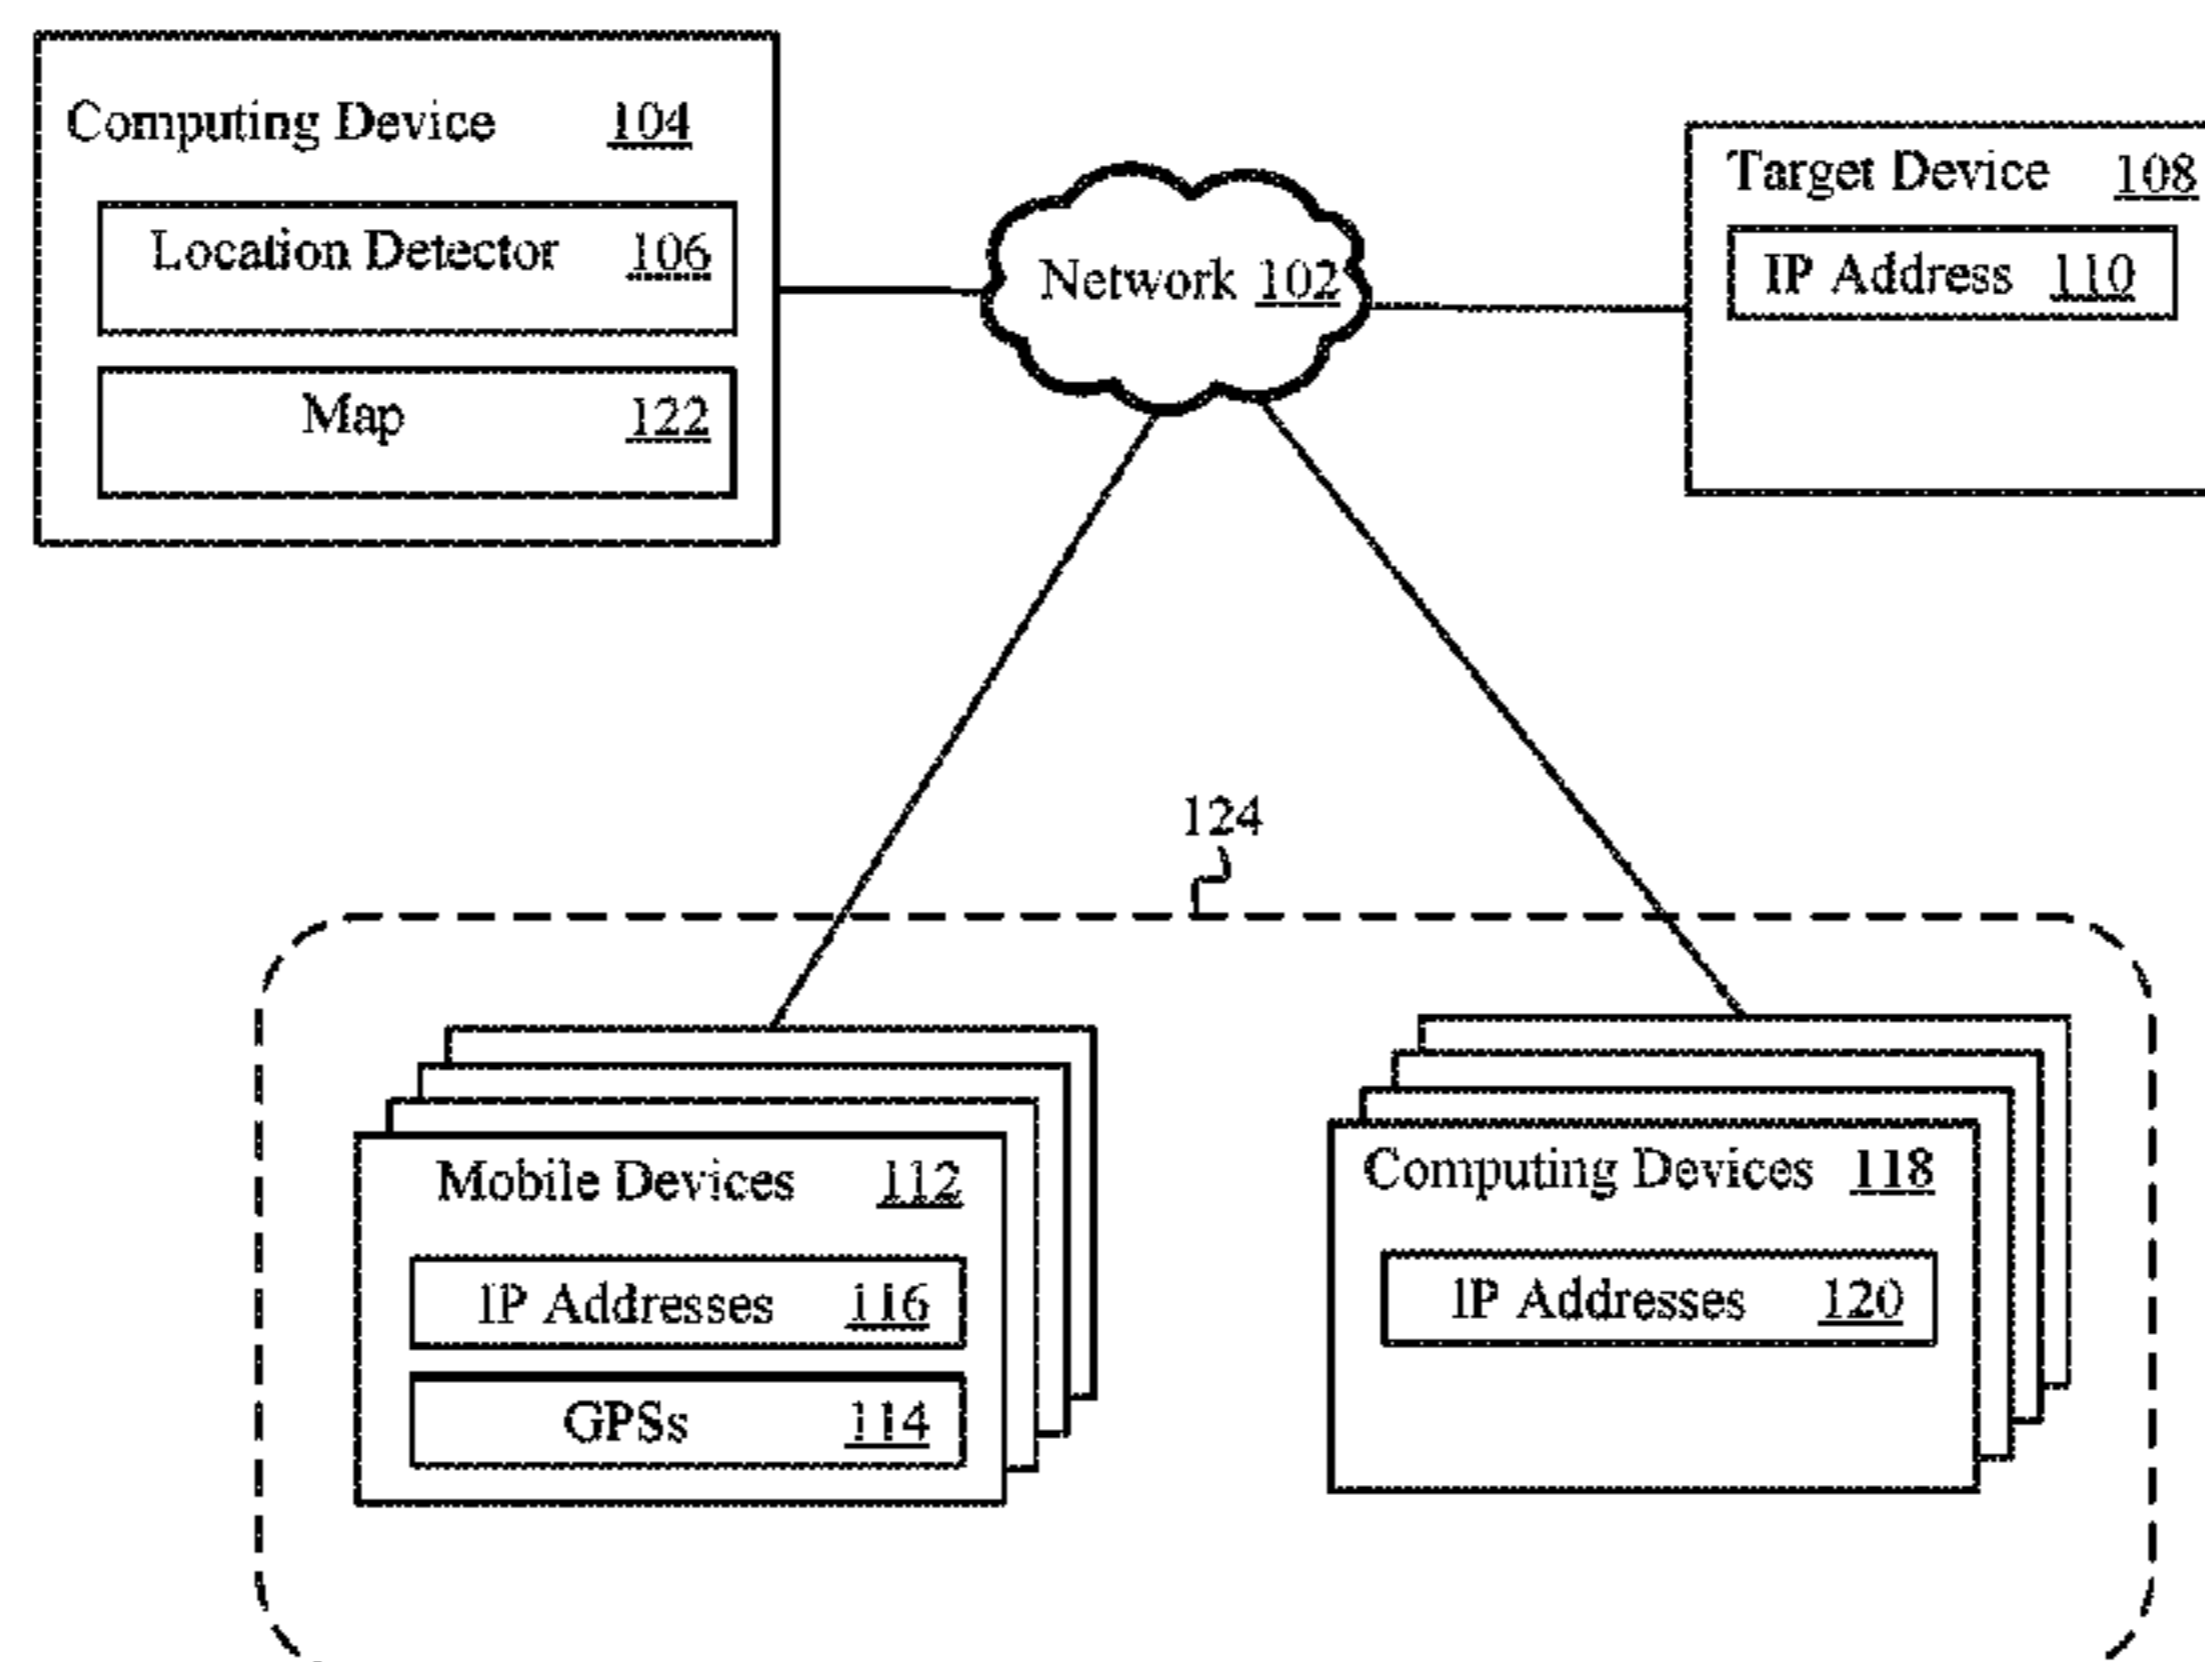 Computing Device 104
Location Detector 106
Map 122
Network 102
Target Device 108
IP Address 110
124
Mobile Devices 112
IP Addresses 116
GPSs 114
Computing Devices 118
IP Addresses 120